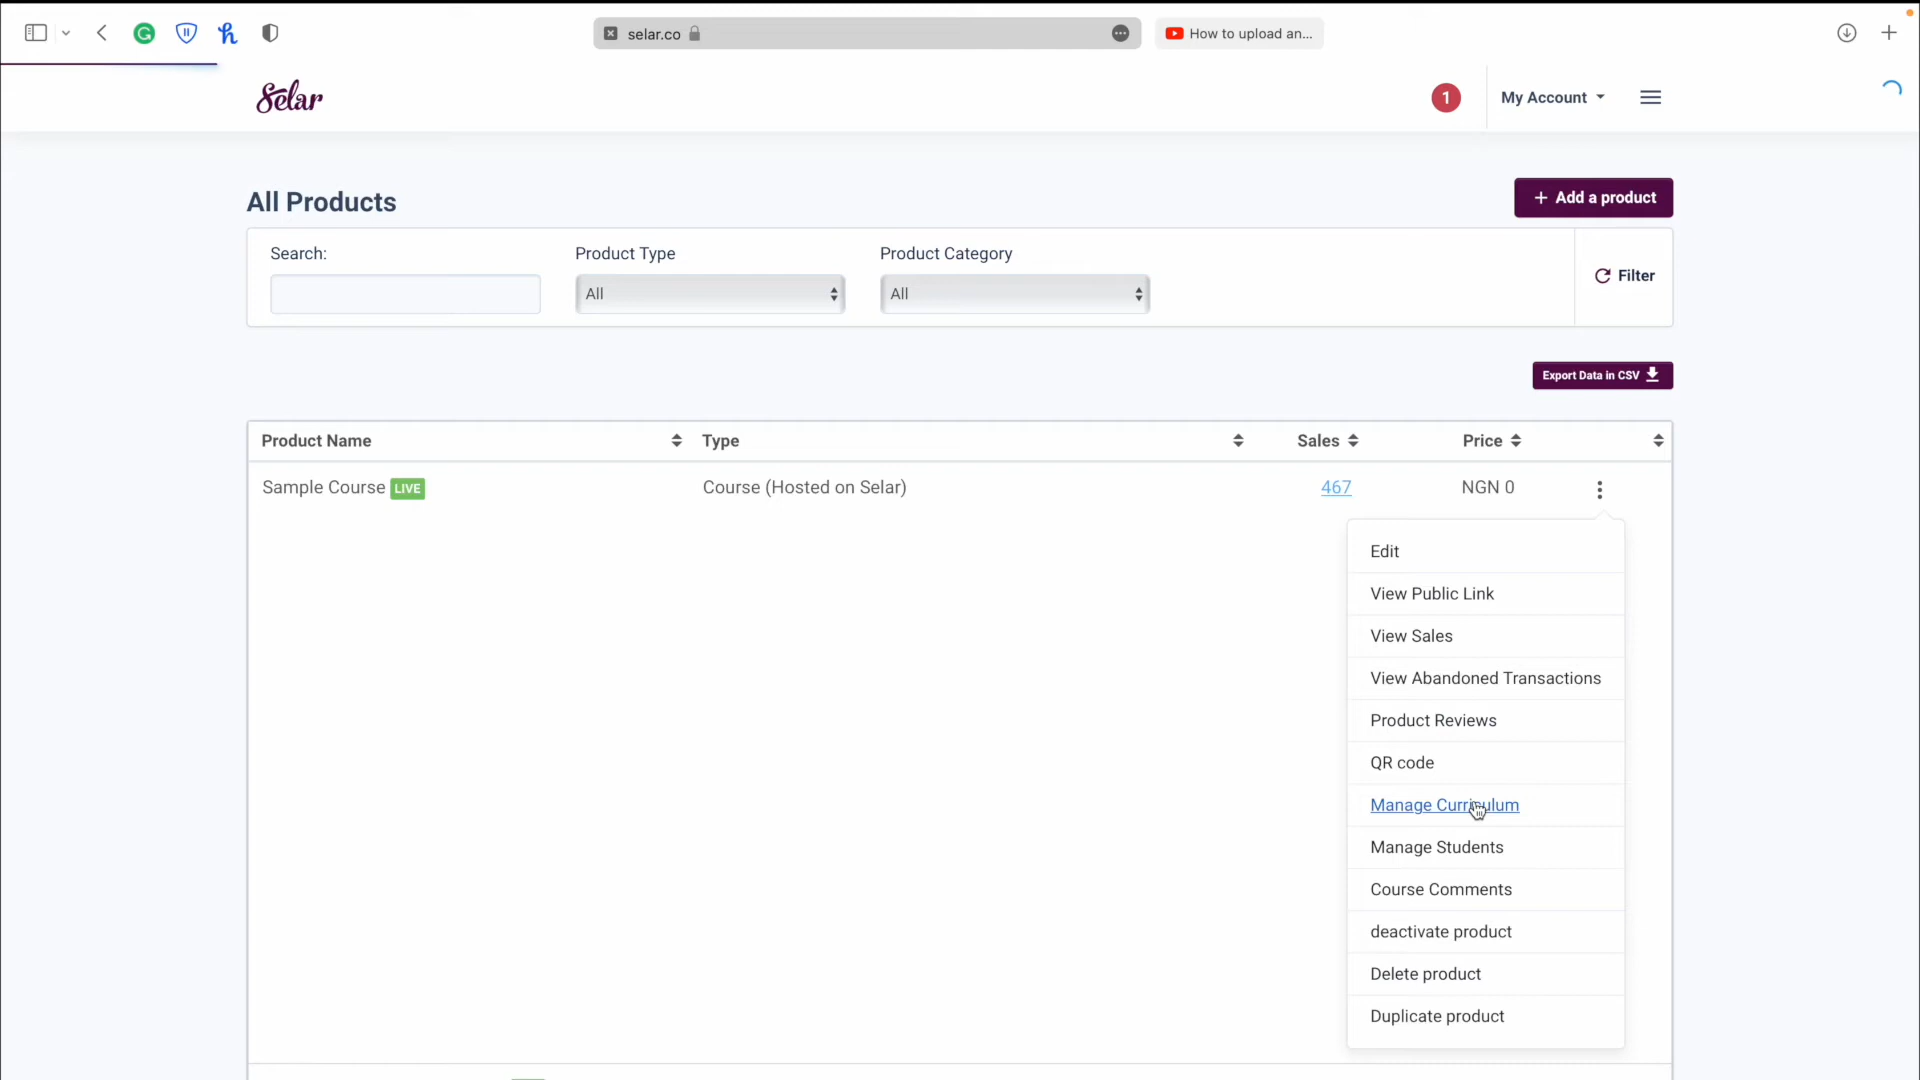 selar.co
How to upload an...
Selar
1
My Account
All Products
+ Add a product
Search:
Product Type
Product Category
All
All
Filter
Export Data in CSV
Product Name
Type
Sales
Price
Sample Course LIVE
Course (Hosted on Selar)
467
NGN 0
Edit
View Public Link
View Sales
View Abandoned Transactions
Product Reviews
QR code
Manage Curriculum
Manage Students
Course Comments
deactivate product
Delete product
Duplicate product